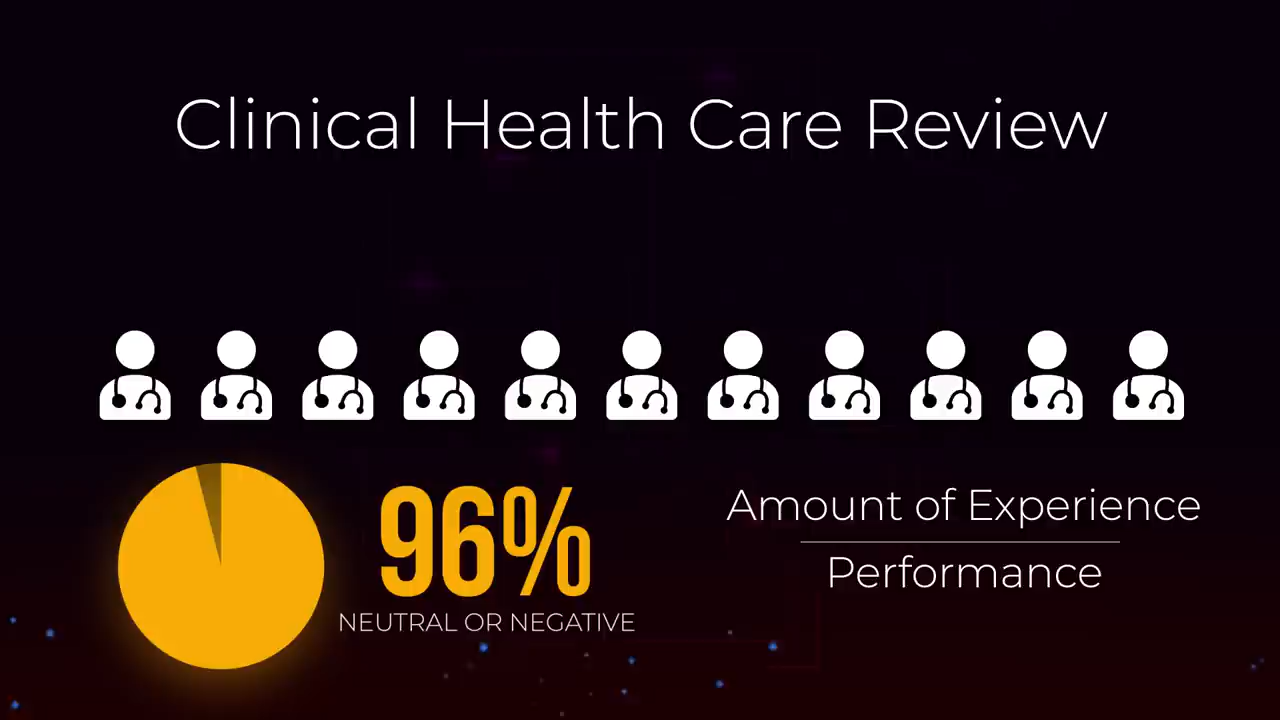 Clinical Health Care Review
96%
NEUTRAL OR NEGATIVE
Amount of Experience
Performance